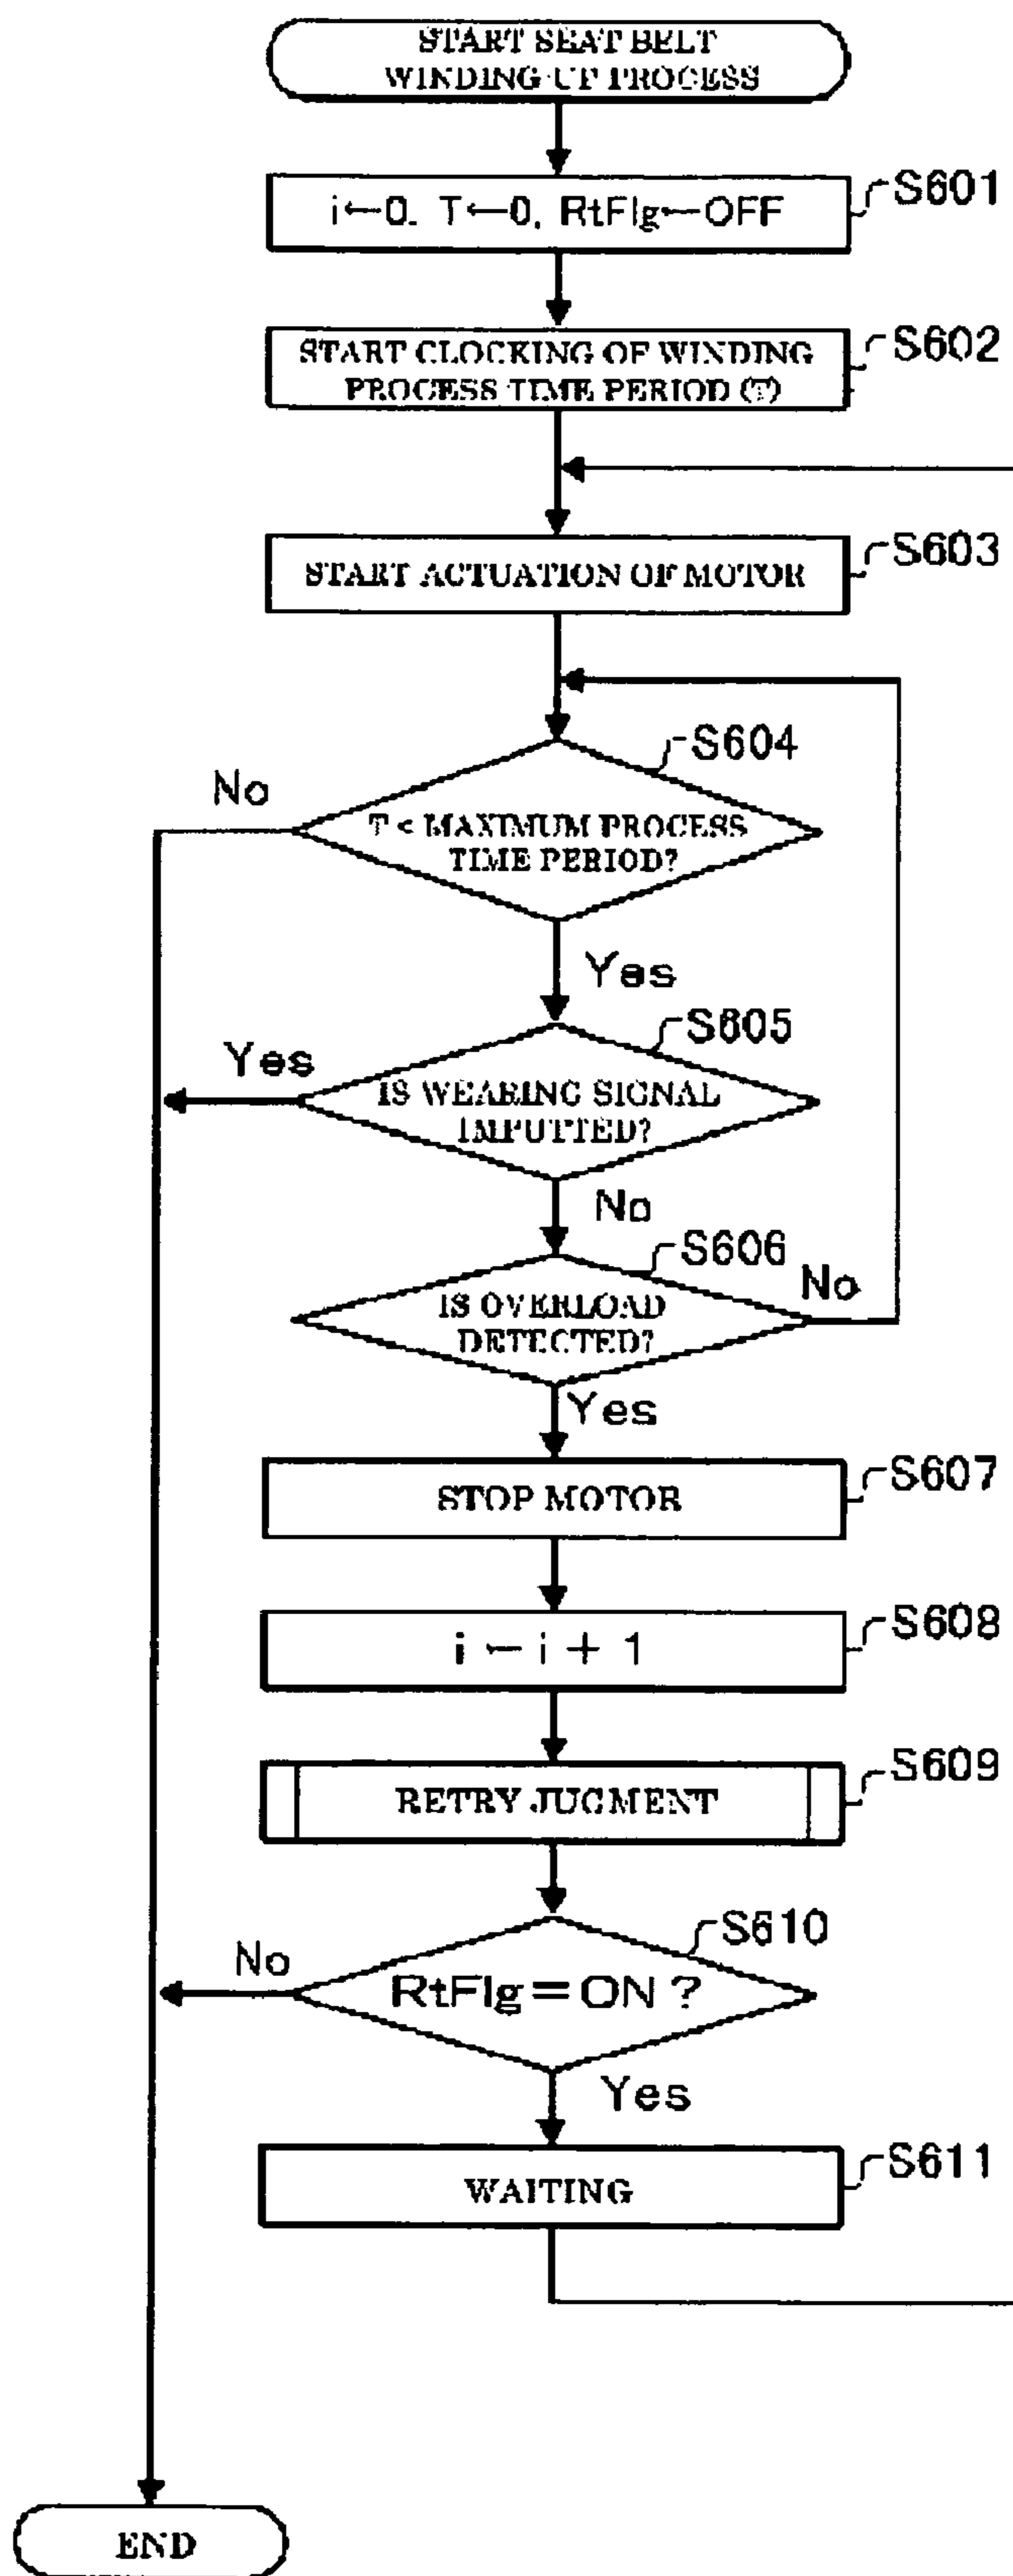 START SEAT BELT
WINDING-UP PROCESS
i←0. T←0, RtFlg←OFF
S601
START CLOCKING OF WINDING
PROCESS TIME PERIOD (T)
S602
START ACTUATION OF MOTOR
S603
S604
No
T < MAXIMUM PROCESS
TIME PERIOD?
Yes
S605
Yes
IS WEARING SIGNAL
IMPUTTED?
No
S606
IS OVERLOAD
DETECTED?
No
Yes
STOP MOTOR
S607
i ← i + 1
S608
RETRY JUGMENT
S609
S610
No
RtFlg=ON ?
Yes
WAITING
S611
END